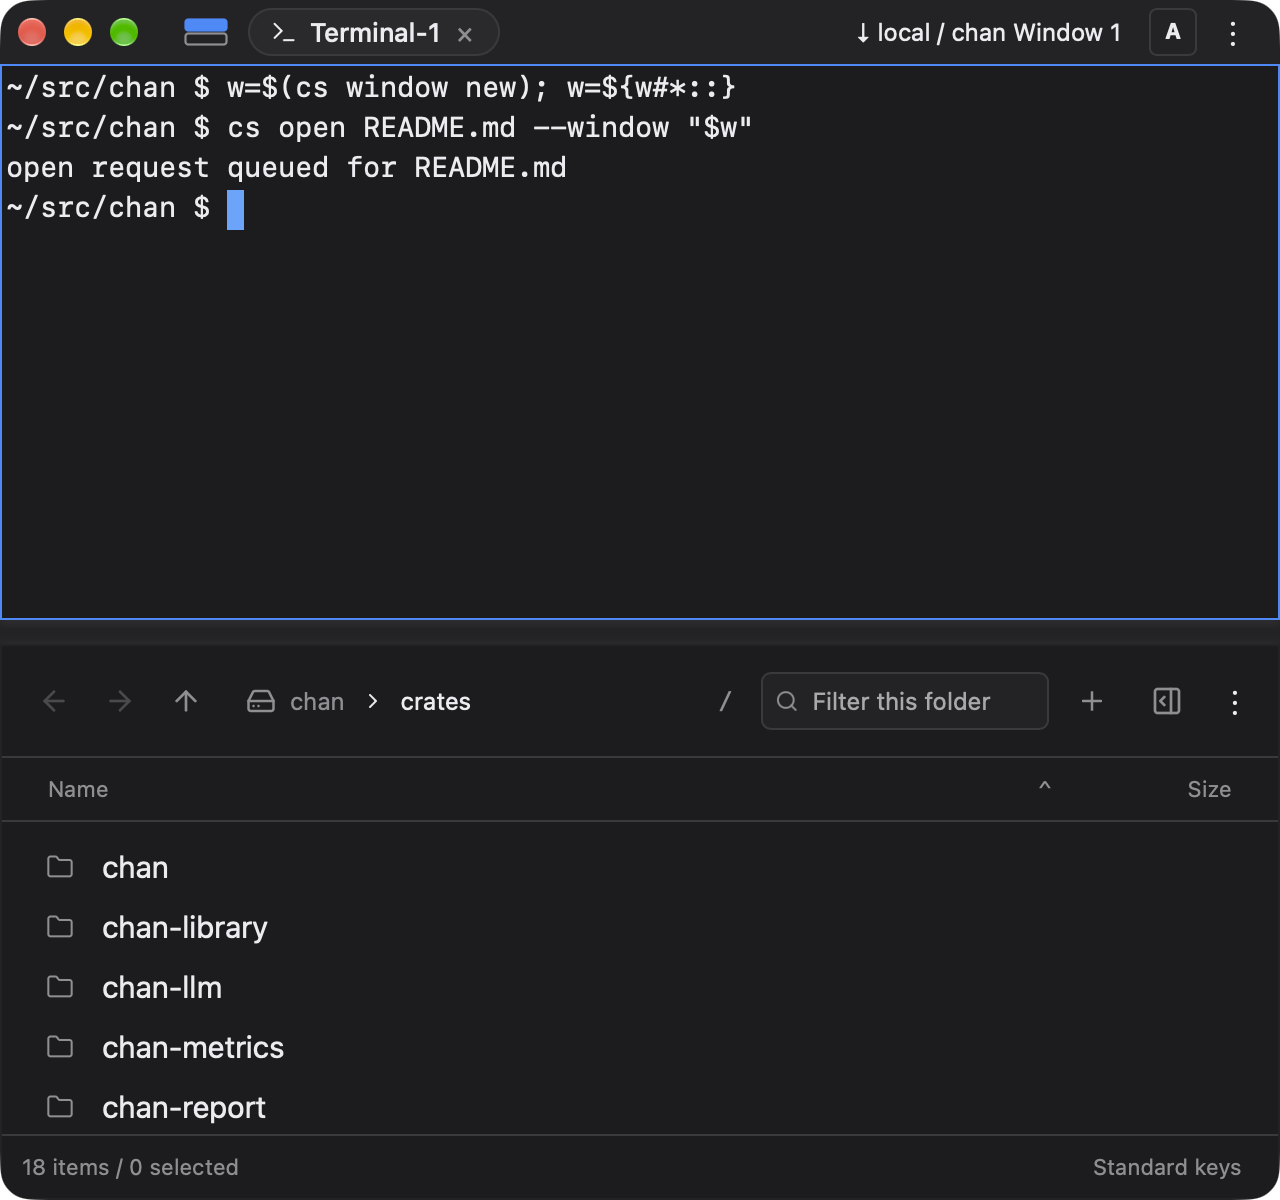 Terminal-1
↓ local / chan Window 1
A
~/src/chan $ w=$(cs window new); w=${w#*::}
~/src/chan $ cs open README.md --window "$w"
open request queued for README.md
~/src/chan $
chan > crates
/
Filter this folder
Name ^ Size
chan
chan-library
chan-llm
chan-metrics
chan-report
18 items / 0 selected
Standard keys